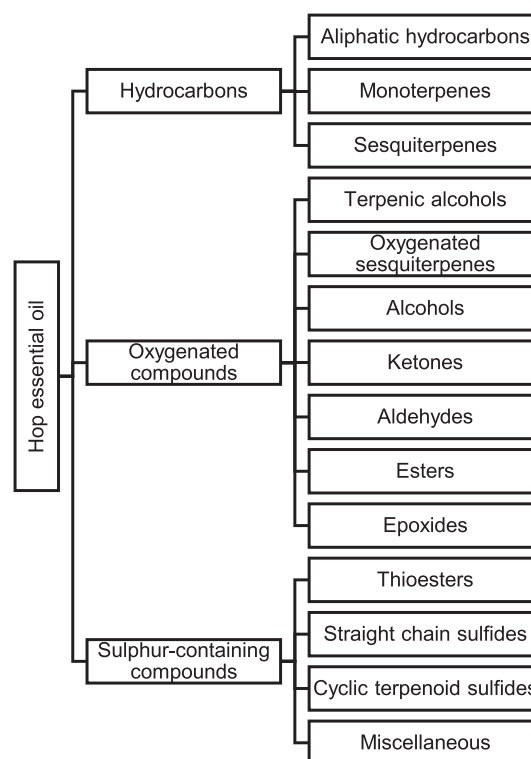 Hop essential oil
Hydrocarbons
Aliphatic hydrocarbons
Monoterpenes
Sesquiterpenes
Oxygenated
compounds
Terpenic alcohols
Oxygenated
sesquiterpenes
Alcohols
Ketones
Aldehydes
Esters
Epoxides
Sulphur-containing
compounds
Thioesters
Straight chain sulfides
Cyclic terpenoid sulfides
Miscellaneous